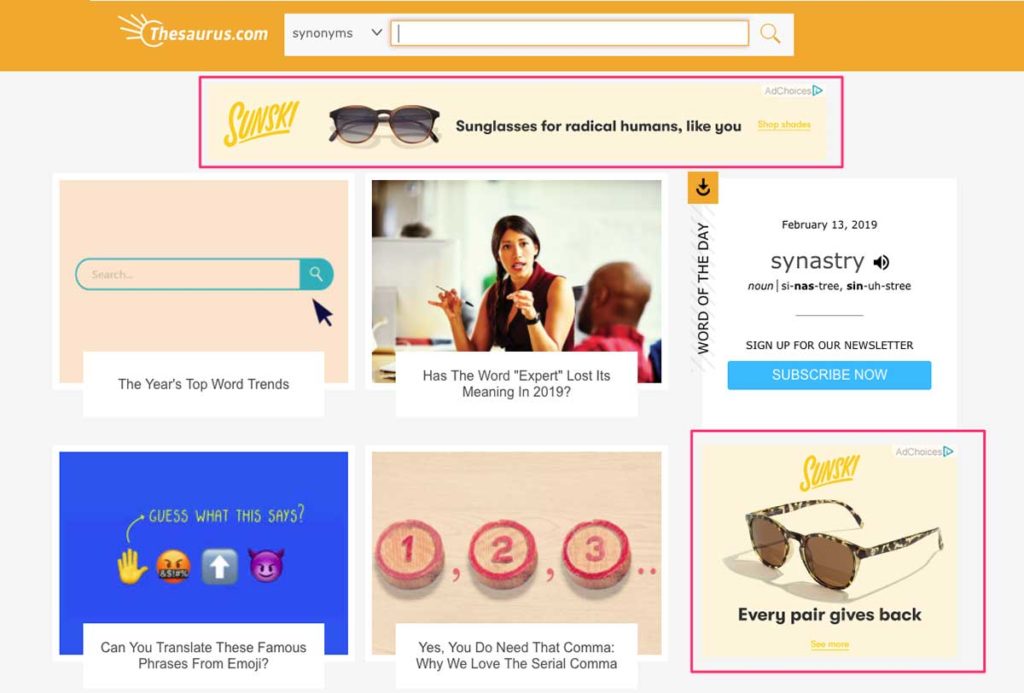 Thesaurus.com
synonyms
AdChoices
SUNSKI
Sunglasses for radical humans, like you
Shop shades
Search...
The Year's Top Word Trends
Has The Word "Expert" Lost Its
Meaning In 2019?
WORD OF THE DAY
February 13, 2019
synastry
noun | si-nas-tree, sin-uh-stree
SIGN UP FOR OUR NEWSLETTER
SUBSCRIBE NOW
GUESS WHAT THIS SAYS?
&$!#%
Can You Translate These Famous
Phrases From Emoji?
1, 2, 3 ..
Yes, You Do Need That Comma:
Why We Love The Serial Comma
AdChoices
SUNSKI
Every pair gives back
See more